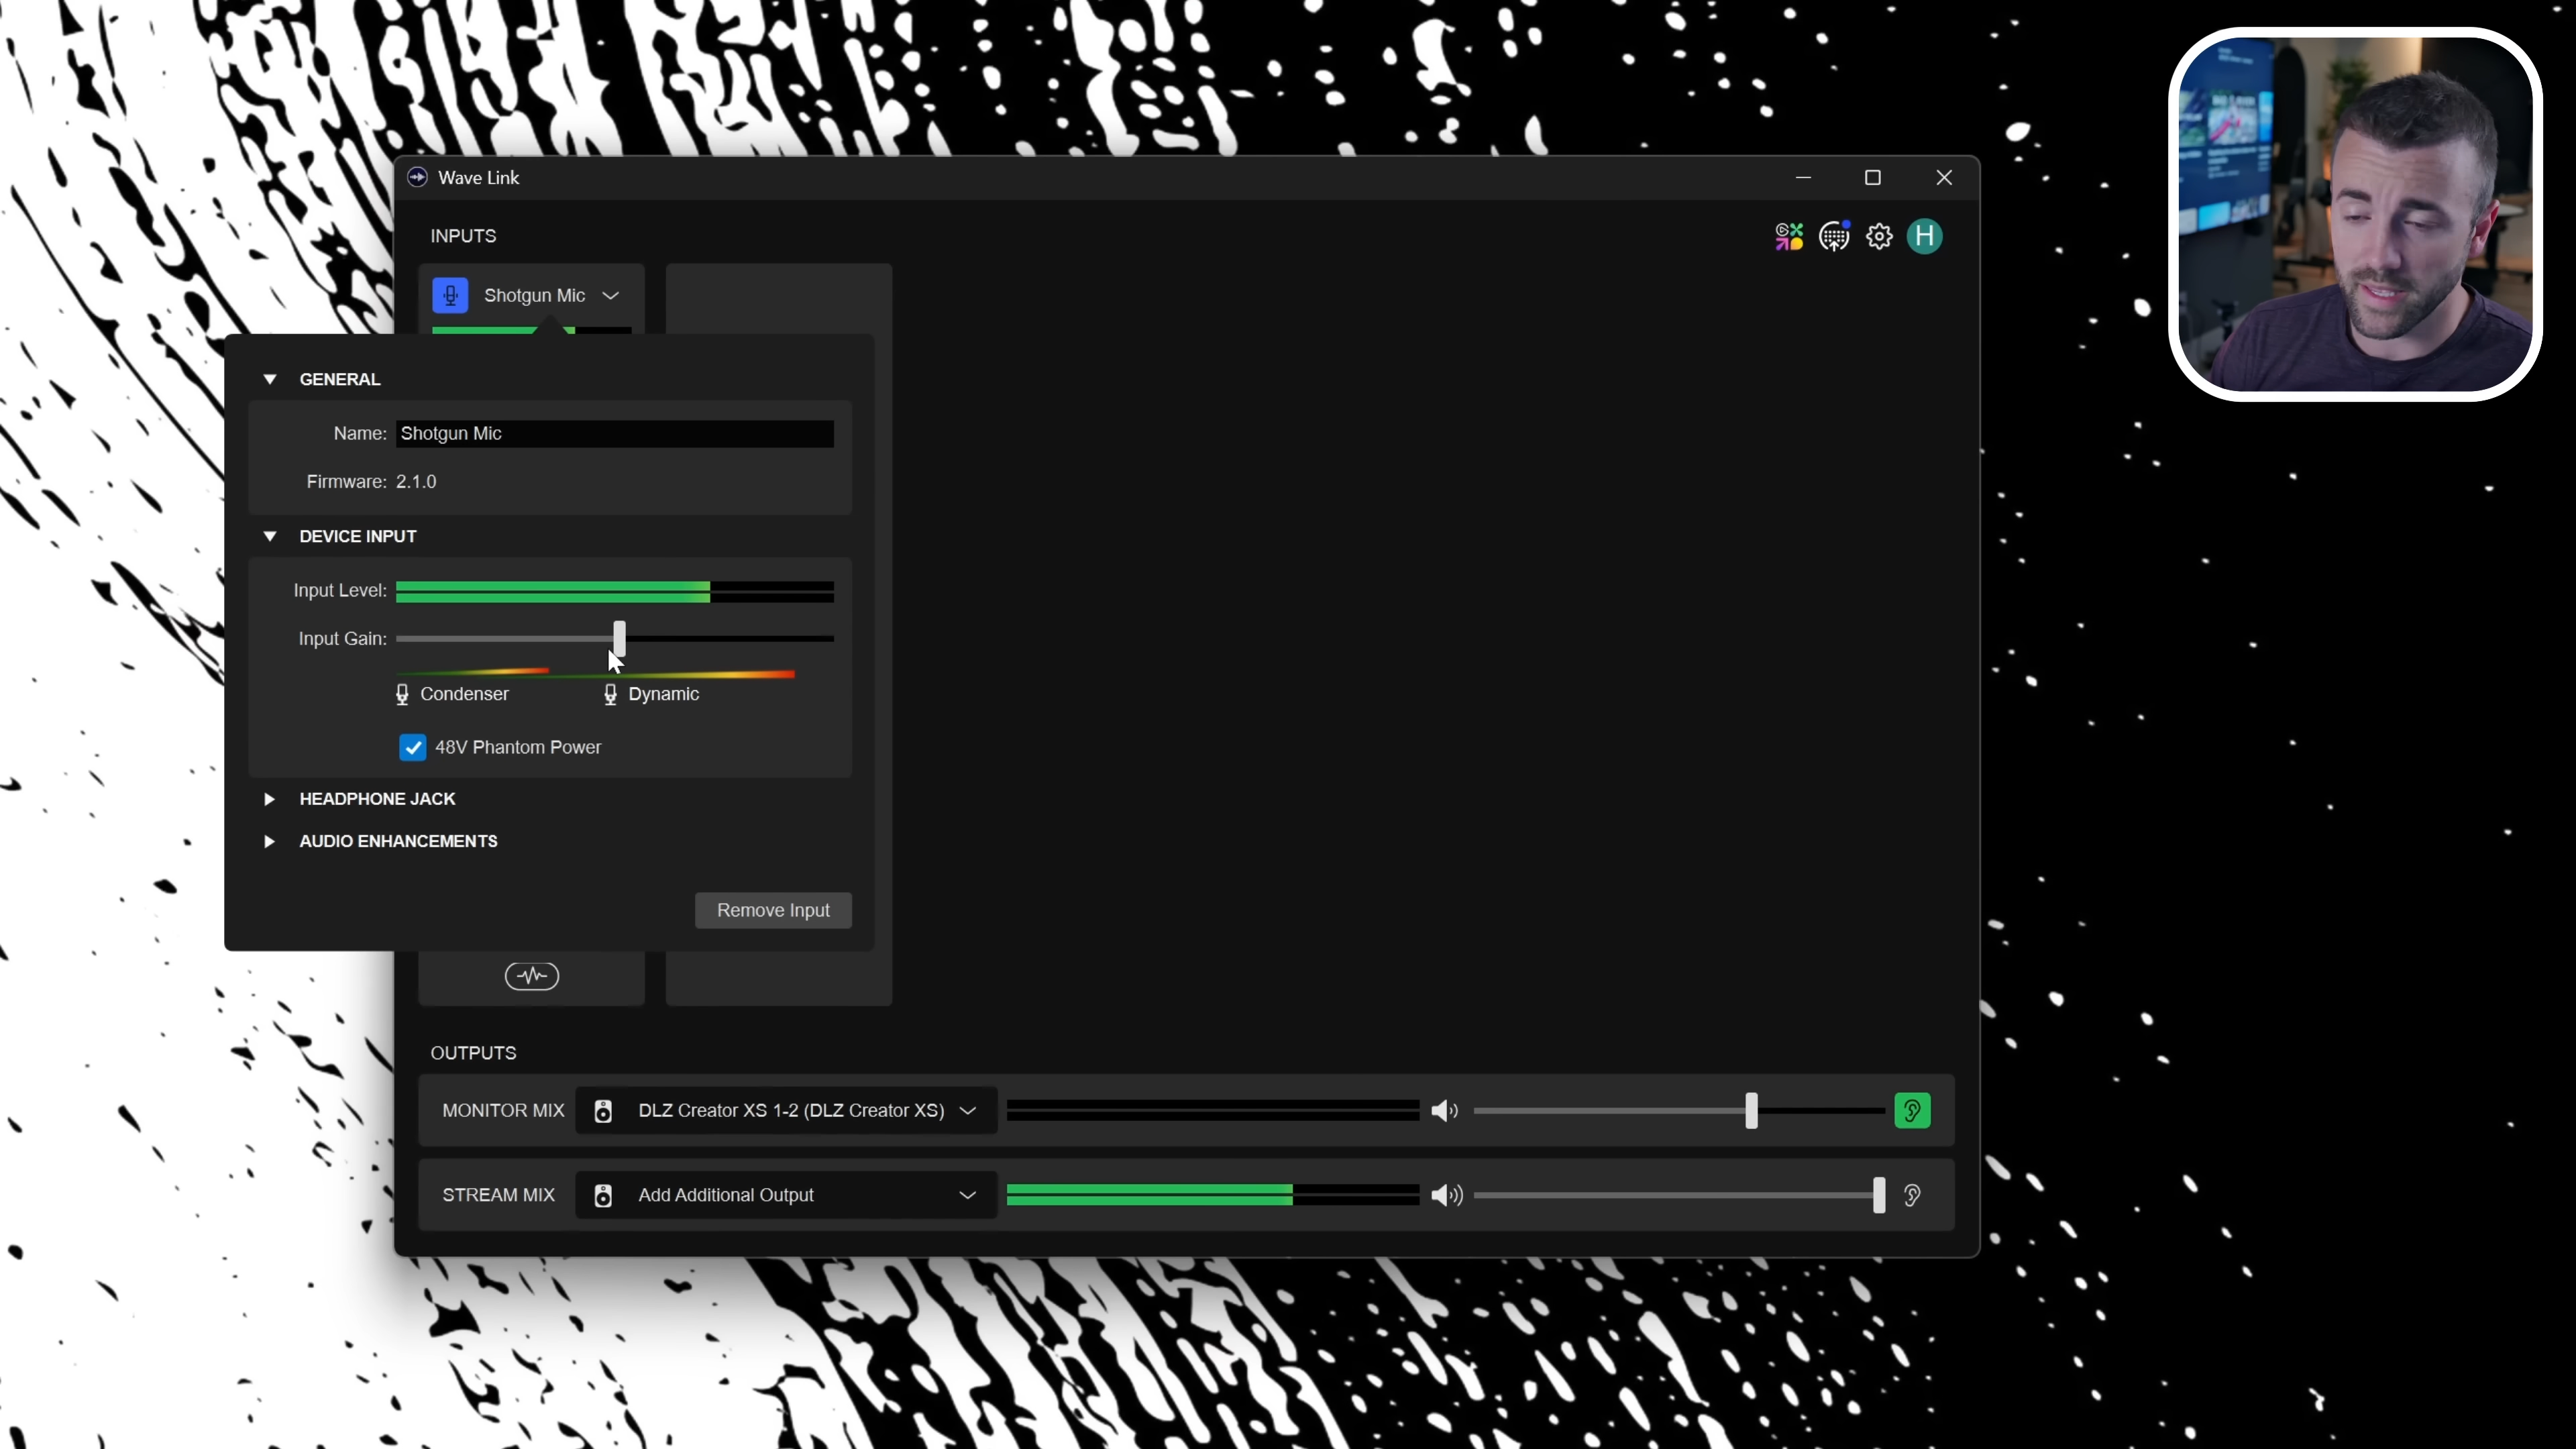 Wave Link
INPUTS
H
Shotgun Mic
GENERAL
Name: Shotgun Mic
Firmware: 2.1.0
DEVICE INPUT
Input Level:
Input Gain:
Condenser Dynamic
48V Phantom Power
HEADPHONE JACK
AUDIO ENHANCEMENTS
Remove Input
OUTPUTS
MONITOR MIX DLZ Creator XS 1-2 (DLZ Creator XS)
STREAM MIX Add Additional Output